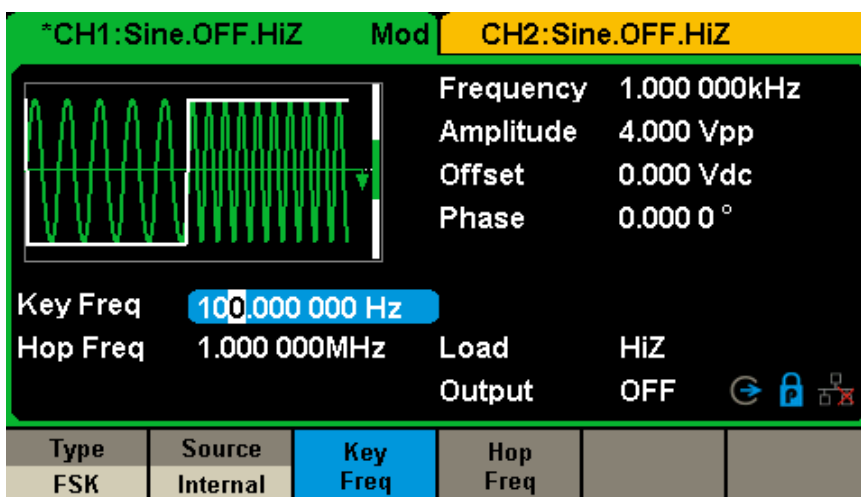 *CH1:Sine.OFF.HiZ Mod CH2:Sine.OFF.HiZ
Frequency 1.000 000kHz
Amplitude 4.000 Vpp
Offset 0.000 Vdc
Phase 0.000 0 °
Key Freq 100.000 000 Hz
Hop Freq 1.000 000MHz Load HiZ
Output OFF P
Type Source Key Hop
FSK Internal Freq Freq